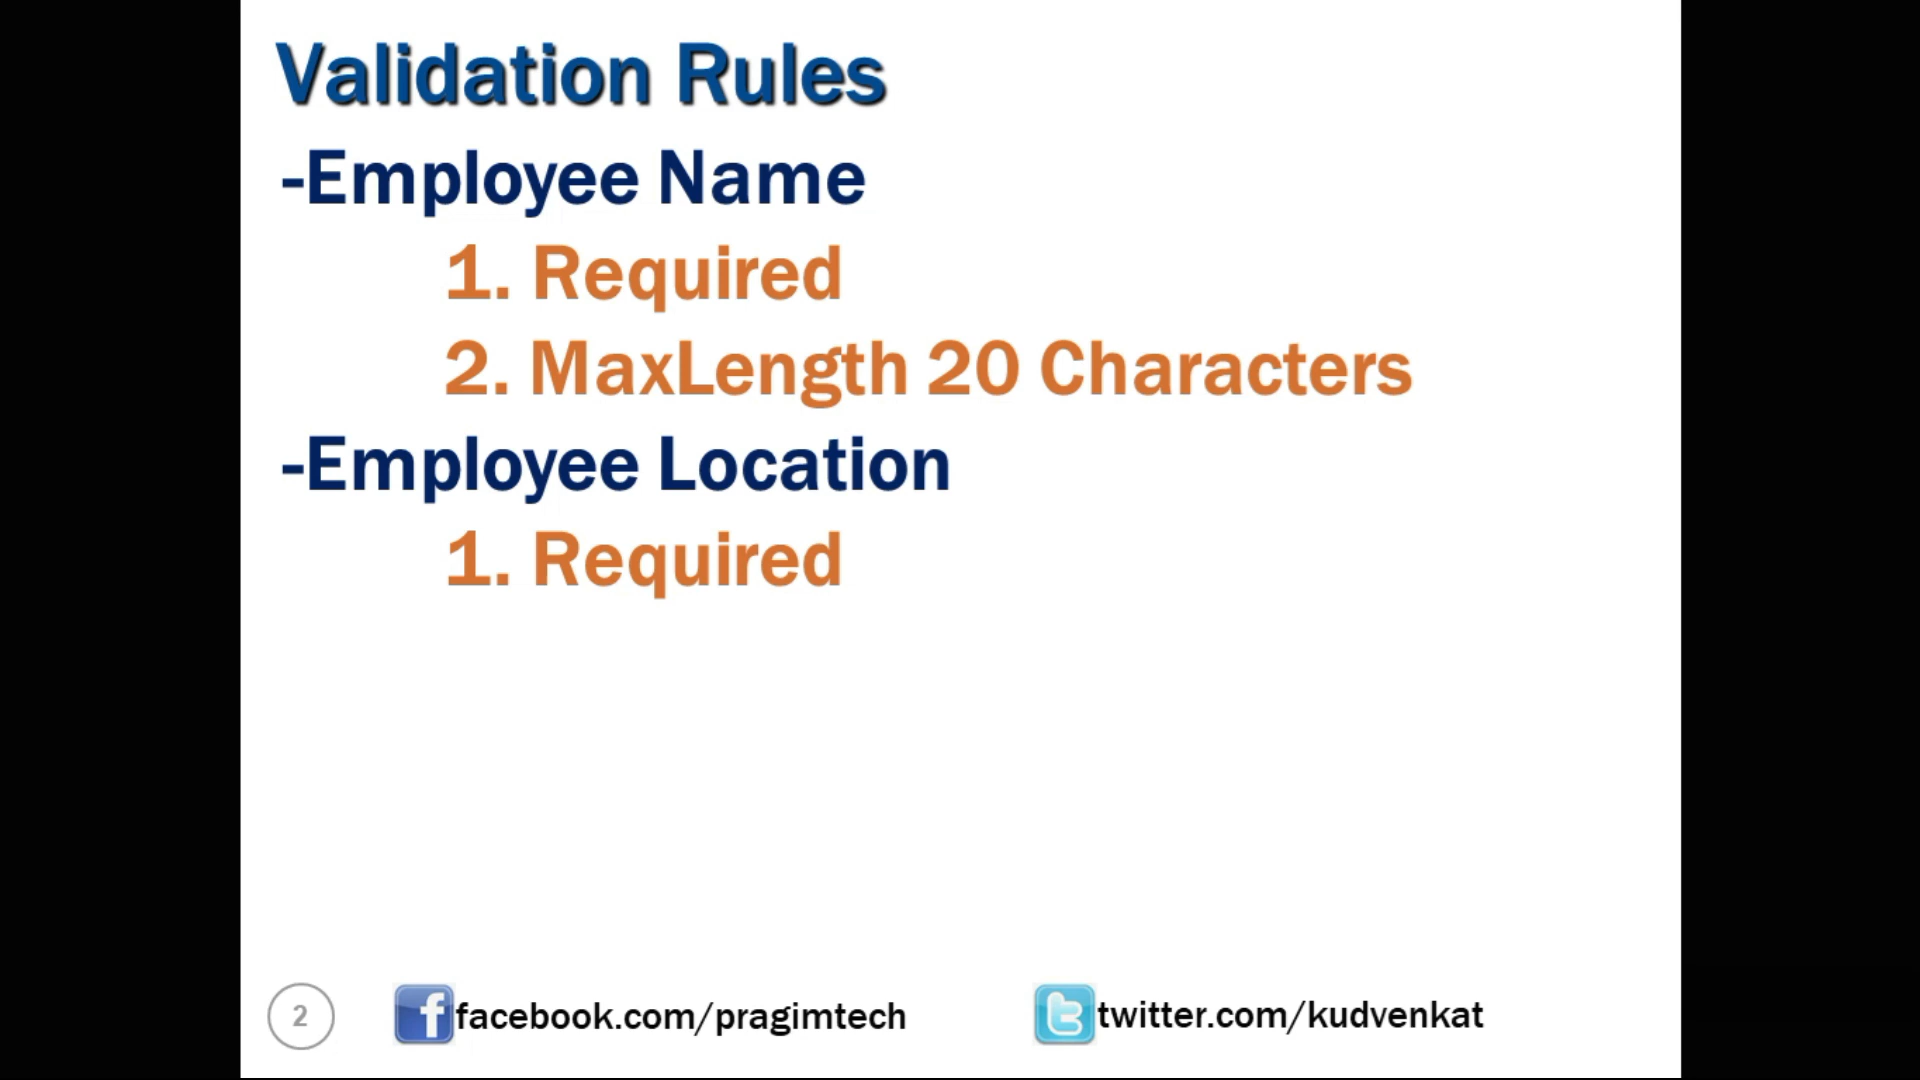 Validation Rules
-Employee Name
1. Required
2. MaxLength 20 Characters
-Employee Location
1. Required
2 facebook.com/pragimtech twitter.com/kudvenkat